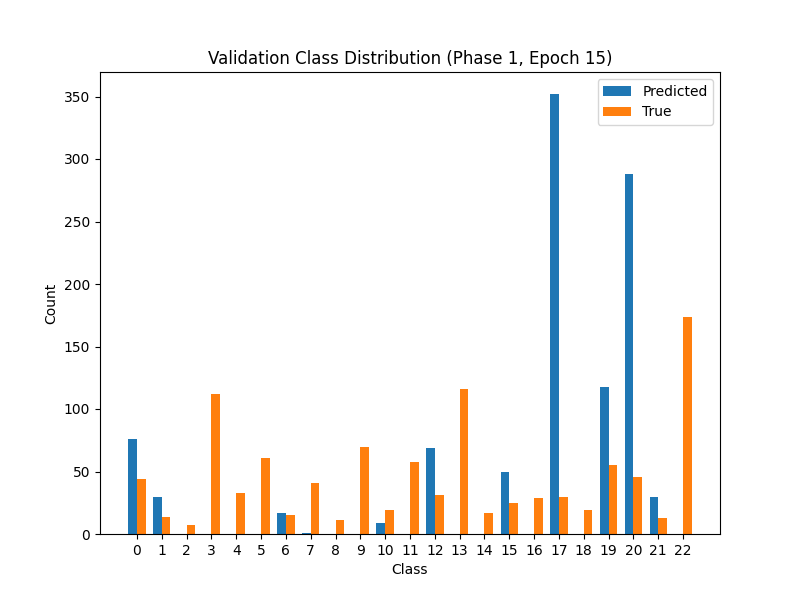 Validation Class Distribution (Phase 1, Epoch 15)
Predicted
True
350
300
250
200
150
100
50
0
Count
0 1 2 3 4 5 6 7 8 9 10 11 12 13 14 15 16 17 18 19 20 21 22
Class